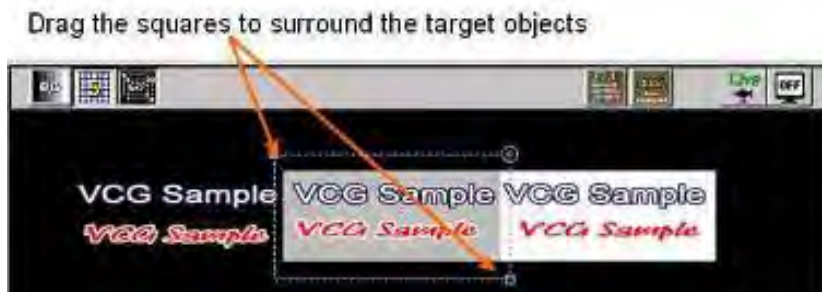 Drag the squares to surround the target objects
Live OFF
VCG Sample VCG Sample VCG Sample
VCG Sample VCG Sample VCG Sample